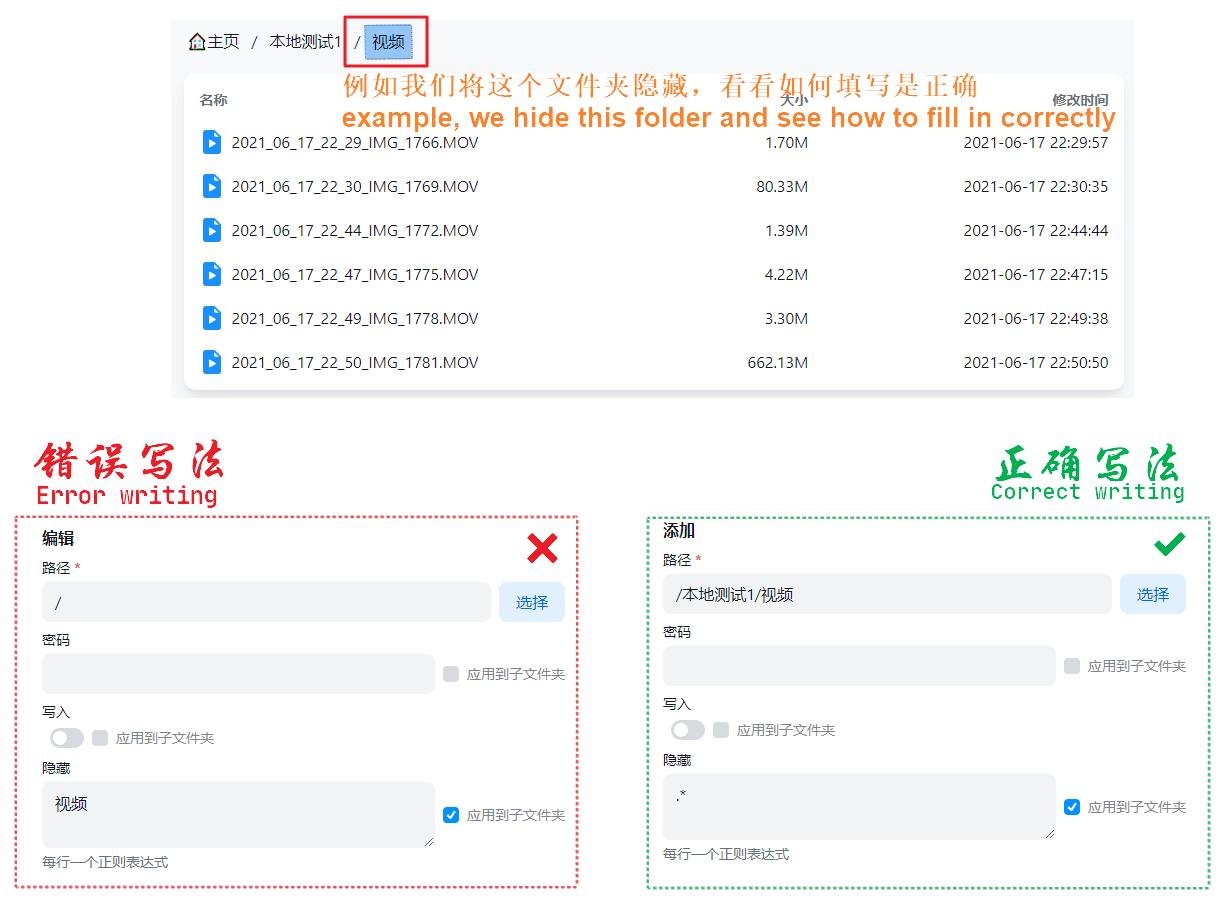 主页 / 本地测试1 / 视频
例如我们将这个文件夹隐藏，看看如何填写是正确
名称 大小 修改时间
example, we hide this folder and see how to fill in correctly
2021_06_17_22_29_IMG_1766.MOV 1.70M 2021-06-17 22:29:57
2021_06_17_22_30_IMG_1769.MOV 80.33M 2021-06-17 22:30:35
2021_06_17_22_44_IMG_1772.MOV 1.39M 2021-06-17 22:44:44
2021_06_17_22_47_IMG_1775.MOV 4.22M 2021-06-17 22:47:15
2021_06_17_22_49_IMG_1778.MOV 3.30M 2021-06-17 22:49:38
2021_06_17_22_50_IMG_1781.MOV 662.13M 2021-06-17 22:50:50
错误写法
Error writing
编辑
路径 *
/ 选择
密码
应用到子文件夹
写入
应用到子文件夹
隐藏
视频
应用到子文件夹
每行一个正则表达式
正确写法
Correct writing
添加
路径 *
/本地测试1/视频 选择
密码
应用到子文件夹
写入
应用到子文件夹
隐藏
.*
应用到子文件夹
每行一个正则表达式